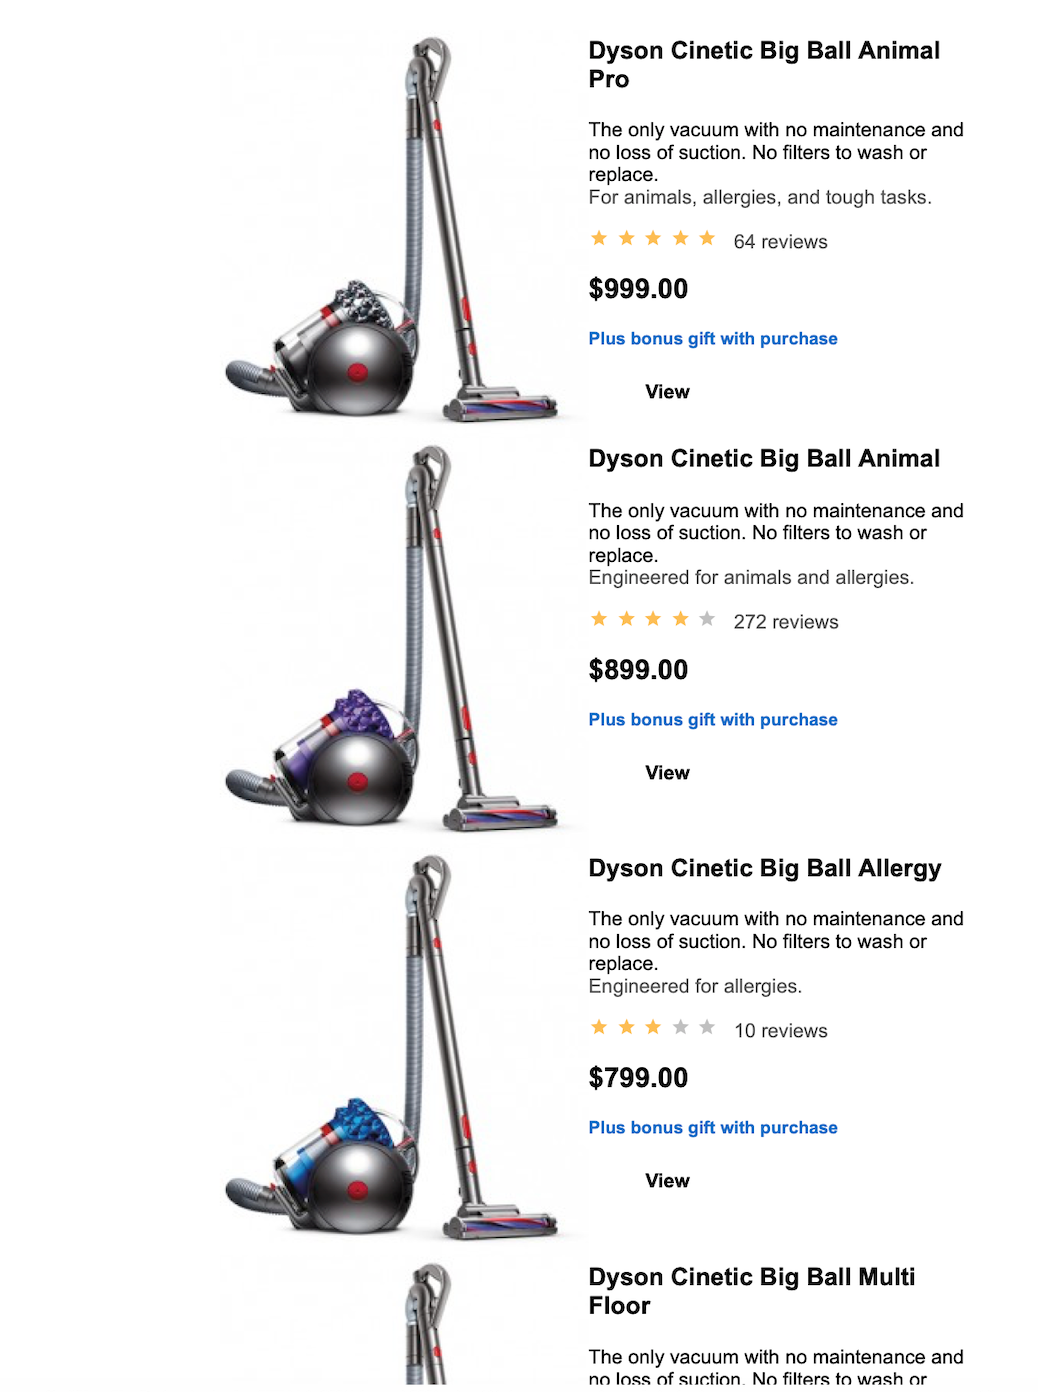 Dyson Cinetic Big Ball Animal
Pro
The only vacuum with no maintenance and
no loss of suction. No filters to wash or
replace.
For animals, allergies, and tough tasks.
64 reviews
$999.00
Plus bonus gift with purchase
View
Dyson Cinetic Big Ball Animal
The only vacuum with no maintenance and
no loss of suction. No filters to wash or
replace.
Engineered for animals and allergies.
272 reviews
$899.00
Plus bonus gift with purchase
View
Dyson Cinetic Big Ball Allergy
The only vacuum with no maintenance and
no loss of suction. No filters to wash or
replace.
Engineered for allergies.
10 reviews
$799.00
Plus bonus gift with purchase
View
Dyson Cinetic Big Ball Multi
Floor
The only vacuum with no maintenance and
no loss of suction. No filters to wash or